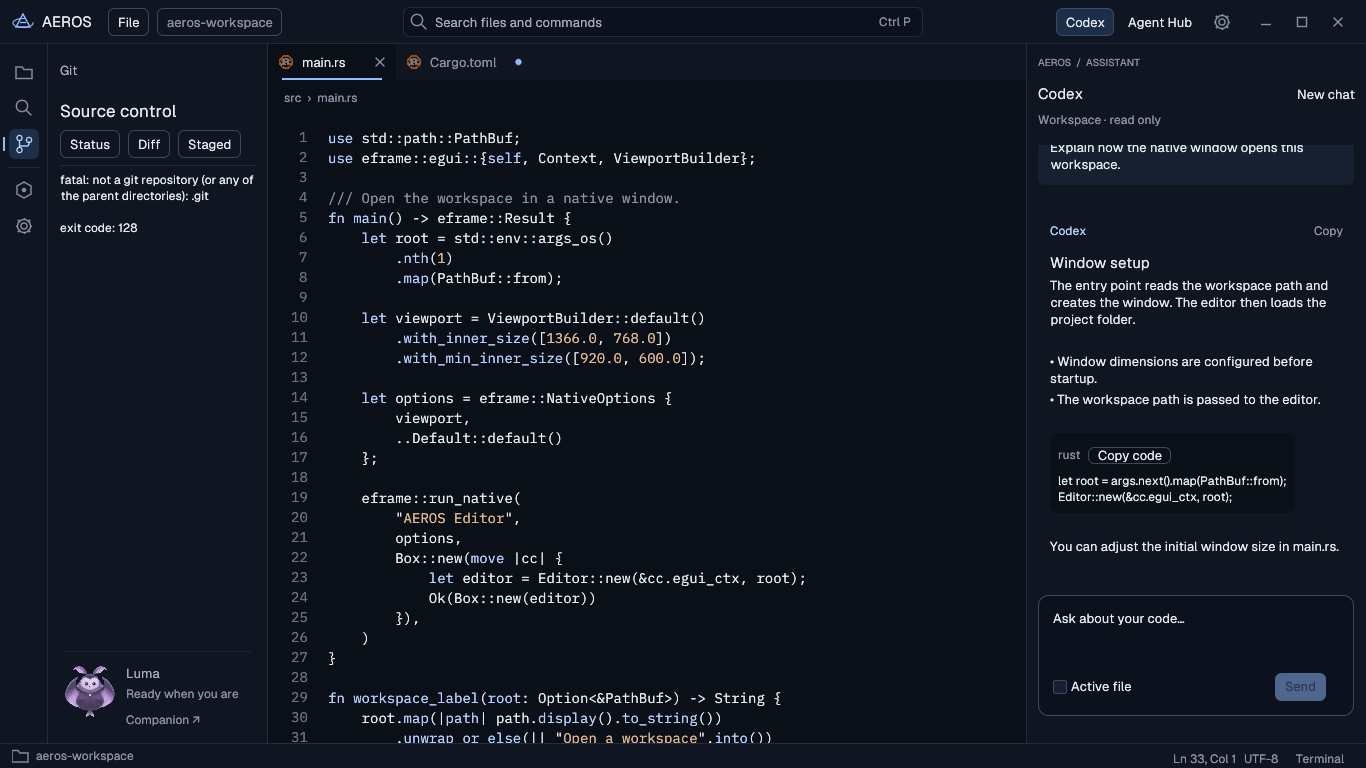 AEROS File aeros-workspace Search files and commands Ctrl P Codex Agent Hub
Git
Source control
Status Diff Staged
fatal: not a git repository (or any of
the parent directories): .git
exit code: 128
Luma
Ready when you are
Companion ↗
main.rs Cargo.toml
src › main.rs
1 use std::path::PathBuf;
2 use eframe::egui::{self, Context, ViewportBuilder};
3
4 /// Open the workspace in a native window.
5 fn main() -> eframe::Result {
6     let root = std::env::args_os()
7         .nth(1)
8         .map(PathBuf::from);
9
10     let viewport = ViewportBuilder::default()
11         .with_inner_size([1366.0, 768.0])
12         .with_min_inner_size([920.0, 600.0]);
13
14     let options = eframe::NativeOptions {
15         viewport,
16         ..Default::default()
17     };
18
19     eframe::run_native(
20         "AEROS Editor",
21         options,
22         Box::new(move |cc| {
23             let editor = Editor::new(&cc.egui_ctx, root);
24             Ok(Box::new(editor))
25         }),
26     )
27 }
28
29 fn workspace_label(root: Option<&PathBuf>) -> String {
30     root.map(|path| path.display().to_string())
31         .unwrap_or_else(|| "Open a workspace".into())
AEROS / ASSISTANT
Codex New chat
Workspace · read only
Explain how the native window opens this
workspace.
Codex Copy
Window setup
The entry point reads the workspace path and
creates the window. The editor then loads the
project folder.
• Window dimensions are configured before
startup.
• The workspace path is passed to the editor.
rust Copy code
let root = args.next().map(PathBuf::from);
Editor::new(&cc.egui_ctx, root);
You can adjust the initial window size in main.rs.
Ask about your code…
Active file Send
aeros-workspace Ln 33, Col 1 UTF-8 Terminal